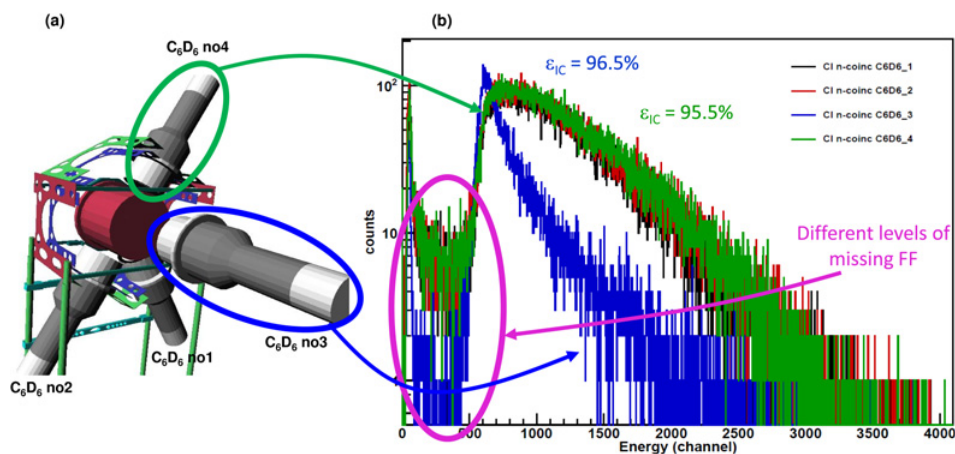 (a)
C₆D₆ no4
C₆D₆ no3
C₆D₆ no1
C₆D₆ no2
(b)
εIC = 96.5%
εIC = 95.5%
CI n-coinc C6D6_1
CI n-coinc C6D6_2
CI n-coinc C6D6_3
CI n-coinc C6D6_4
Different levels of
missing FF
counts
10²
10
0 500 1000 1500 2000 2500 3000 3500 4000
Energy (channel)